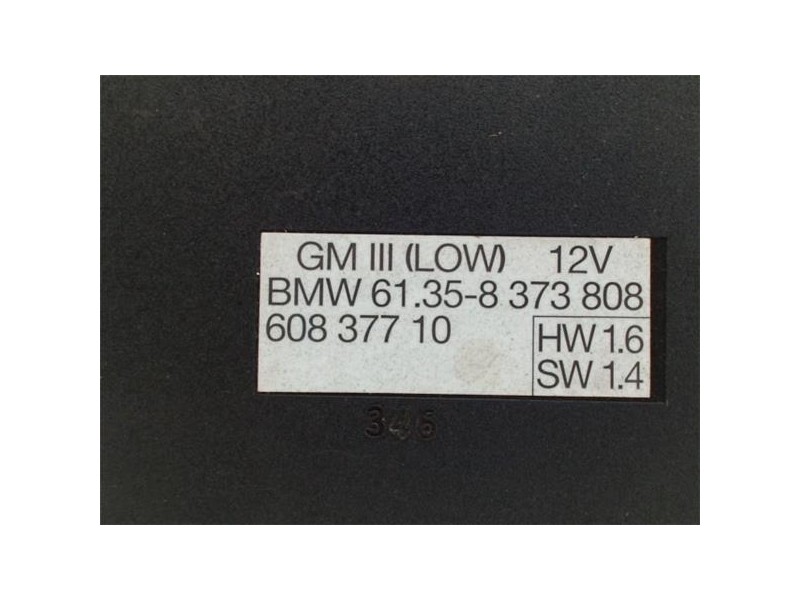 GM III (LOW) 12V
BMW 61.35-8 373 808
608 377 10
HW 1.6
SW 1.4
346